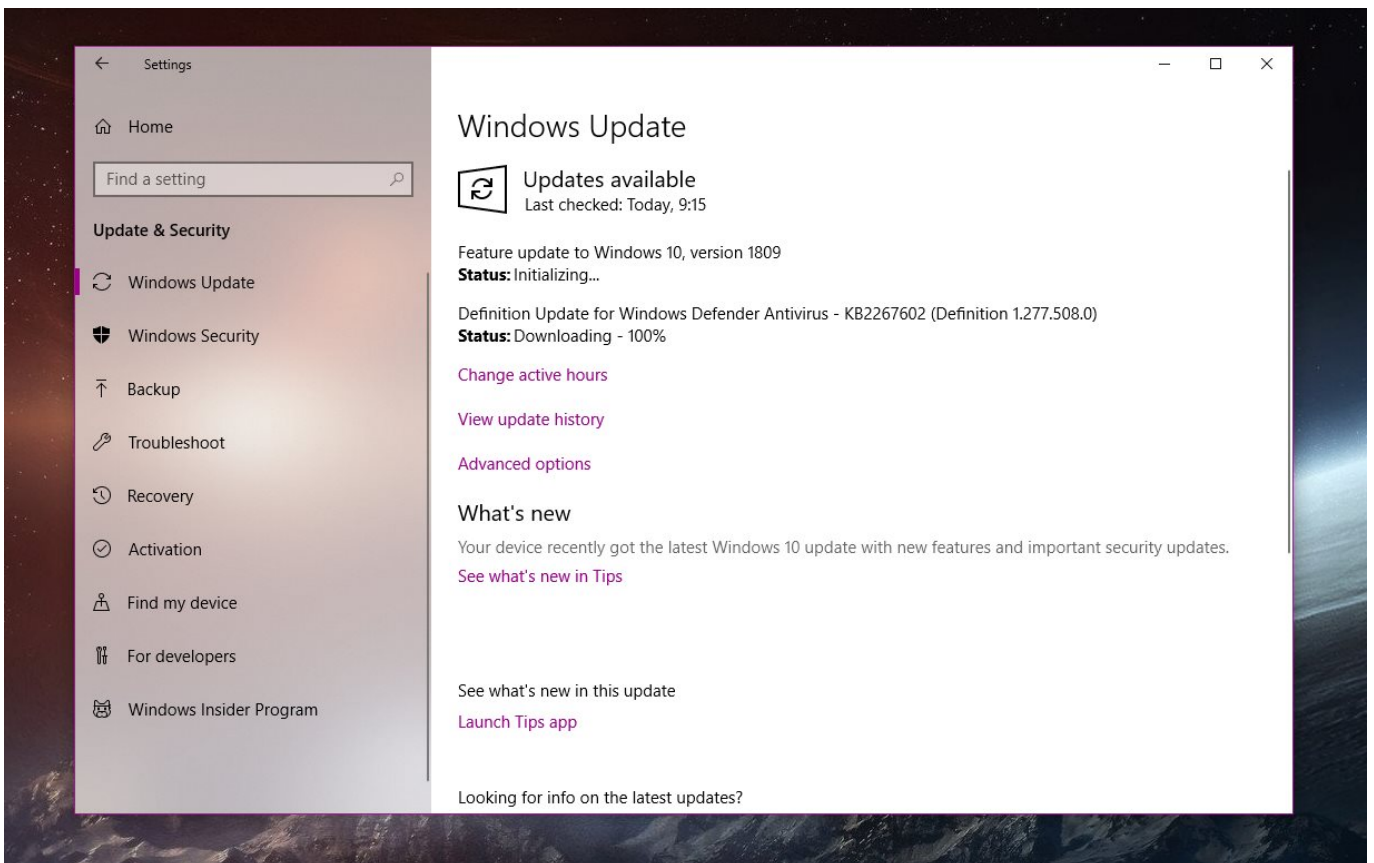 Settings
Home
Find a setting
Update & Security
Windows Update
Windows Security
Backup
Troubleshoot
Recovery
Activation
Find my device
For developers
Windows Insider Program
Windows Update
Updates available
Last checked: Today, 9:15
Feature update to Windows 10, version 1809
Status: Initializing...
Definition Update for Windows Defender Antivirus - KB2267602 (Definition 1.277.508.0)
Status: Downloading - 100%
Change active hours
View update history
Advanced options
What's new
Your device recently got the latest Windows 10 update with new features and important security updates.
See what's new in Tips
See what's new in this update
Launch Tips app
Looking for info on the latest updates?